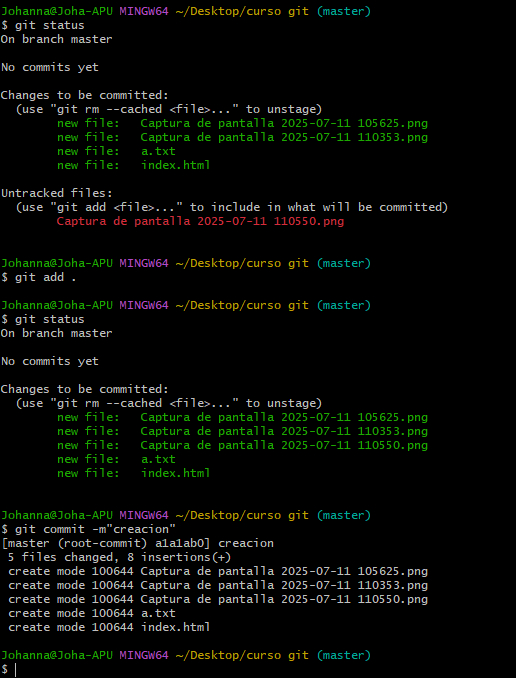 Johanna@Joha-APU MINGW64 ~/Desktop/curso git (master)
$ git status
On branch master
No commits yet
Changes to be committed:
  (use "git rm --cached <file>..." to unstage)
        new file:   Captura de pantalla 2025-07-11 105625.png
        new file:   Captura de pantalla 2025-07-11 110353.png
        new file:   a.txt
        new file:   index.html
Untracked files:
  (use "git add <file>..." to include in what will be committed)
        Captura de pantalla 2025-07-11 110550.png
Johanna@Joha-APU MINGW64 ~/Desktop/curso git (master)
$ git add .
Johanna@Joha-APU MINGW64 ~/Desktop/curso git (master)
$ git status
On branch master
No commits yet
Changes to be committed:
  (use "git rm --cached <file>..." to unstage)
        new file:   Captura de pantalla 2025-07-11 105625.png
        new file:   Captura de pantalla 2025-07-11 110353.png
        new file:   Captura de pantalla 2025-07-11 110550.png
        new file:   a.txt
        new file:   index.html
Johanna@Joha-APU MINGW64 ~/Desktop/curso git (master)
$ git commit -m"creacion"
[master (root-commit) a1a1ab0] creacion
 5 files changed, 8 insertions(+)
 create mode 100644 Captura de pantalla 2025-07-11 105625.png
 create mode 100644 Captura de pantalla 2025-07-11 110353.png
 create mode 100644 Captura de pantalla 2025-07-11 110550.png
 create mode 100644 a.txt
 create mode 100644 index.html
Johanna@Joha-APU MINGW64 ~/Desktop/curso git (master)
$